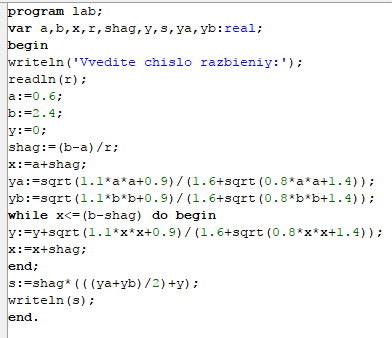 program lab;
var a,b,x,r,shag,y,s,ya,yb:real;
begin
writeln('Vvedite chislo razbieniy:');
readln(r);
a:=0.6;
b:=2.4;
y:=0;
shag:=(b-a)/r;
x:=a+shag;
ya:=sqrt(1.1*a*a+0.9)/(1.6+sqrt(0.8*a*a+1.4));
yb:=sqrt(1.1*b*b+0.9)/(1.6+sqrt(0.8*b*b+1.4));
while x<=(b-shag) do begin
y:=y+sqrt(1.1*x*x+0.9)/(1.6+sqrt(0.8*x*x+1.4));
x:=x+shag;
end;
s:=shag*(((ya+yb)/2)+y);
writeln(s);
end.